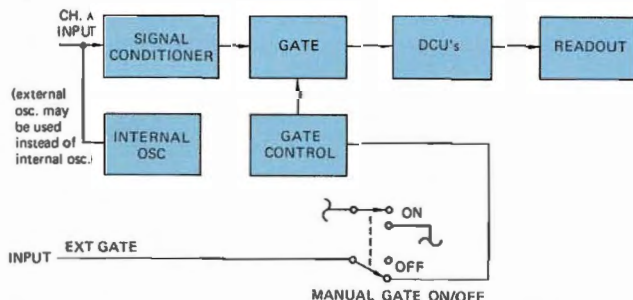 CH. A
INPUT
SIGNAL
CONDITIONER
GATE
DCU's
READOUT
(external
osc. may
be used
instead of
internal osc.)
INTERNAL
OSC
GATE
CONTROL
ON
INPUT
EXT GATE
OFF
MANUAL GATE ON/OFF